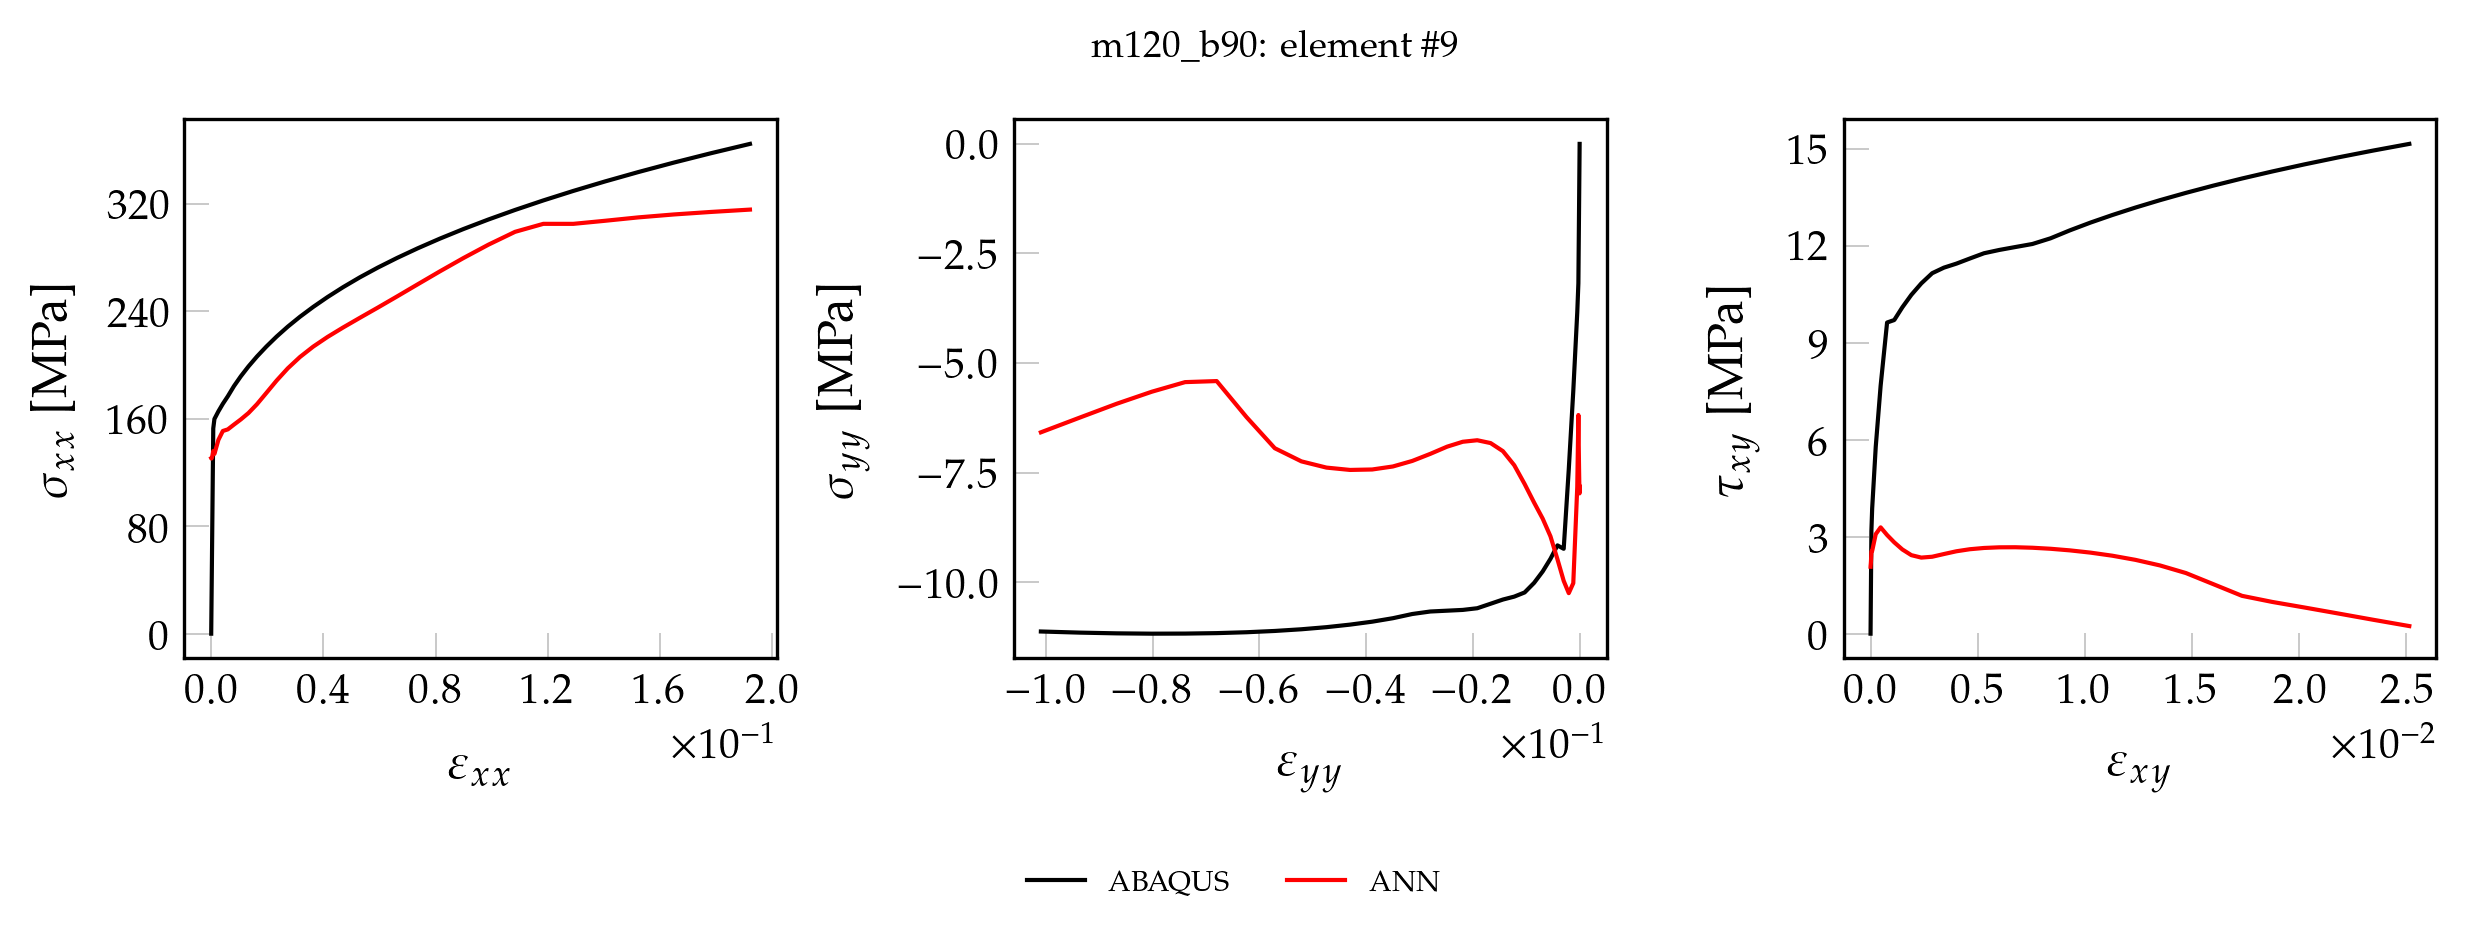 m120_b90: element #9
σxx [MPa]
320
240
160
80
0
0.0 0.4 0.8 1.2 1.6 2.0
×10−1
εxx
σyy [MPa]
0.0
−2.5
−5.0
−7.5
−10.0
−1.0 −0.8 −0.6 −0.4 −0.2 0.0
×10−1
εyy
τxy [MPa]
15
12
9
6
3
0
0.0 0.5 1.0 1.5 2.0 2.5
×10−2
εxy
ABAQUS ANN